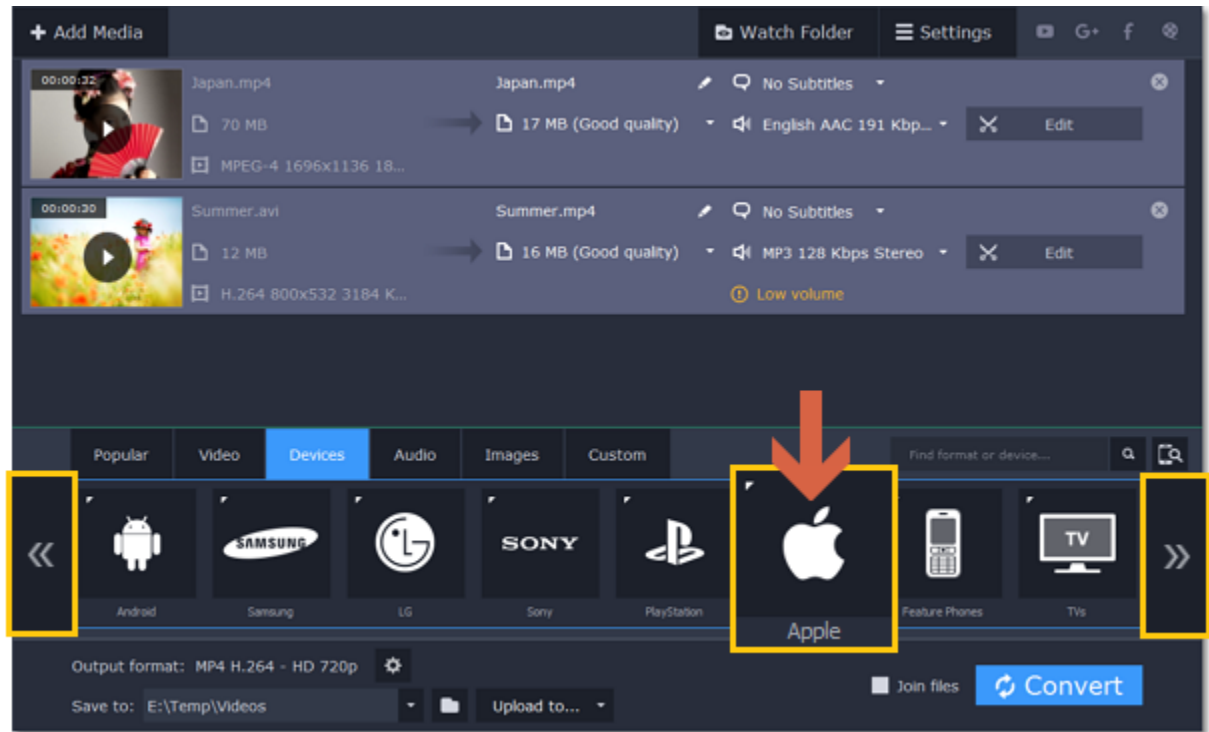 Add Media
Watch Folder
Settings
G+ f
00:00:32
Japan.mp4
Japan.mp4
No Subtitles
70 MB
17 MB (Good quality)
English AAC 191 Kbp...
Edit
MPEG-4 1696x1136 18...
00:00:30
Summer.avi
Summer.mp4
No Subtitles
12 MB
16 MB (Good quality)
MP3 128 Kbps Stereo
Edit
H.264 800x532 3184 K...
Low volume
Popular
Video
Devices
Audio
Images
Custom
Find format or device...
SAMSUNG
LG
SONY
TV
Android
Samsung
LG
Sony
PlayStation
Apple
Feature Phones
TVs
Output format: MP4 H.264 - HD 720p
Save to: E:\Temp\Videos
Upload to...
Join files
Convert